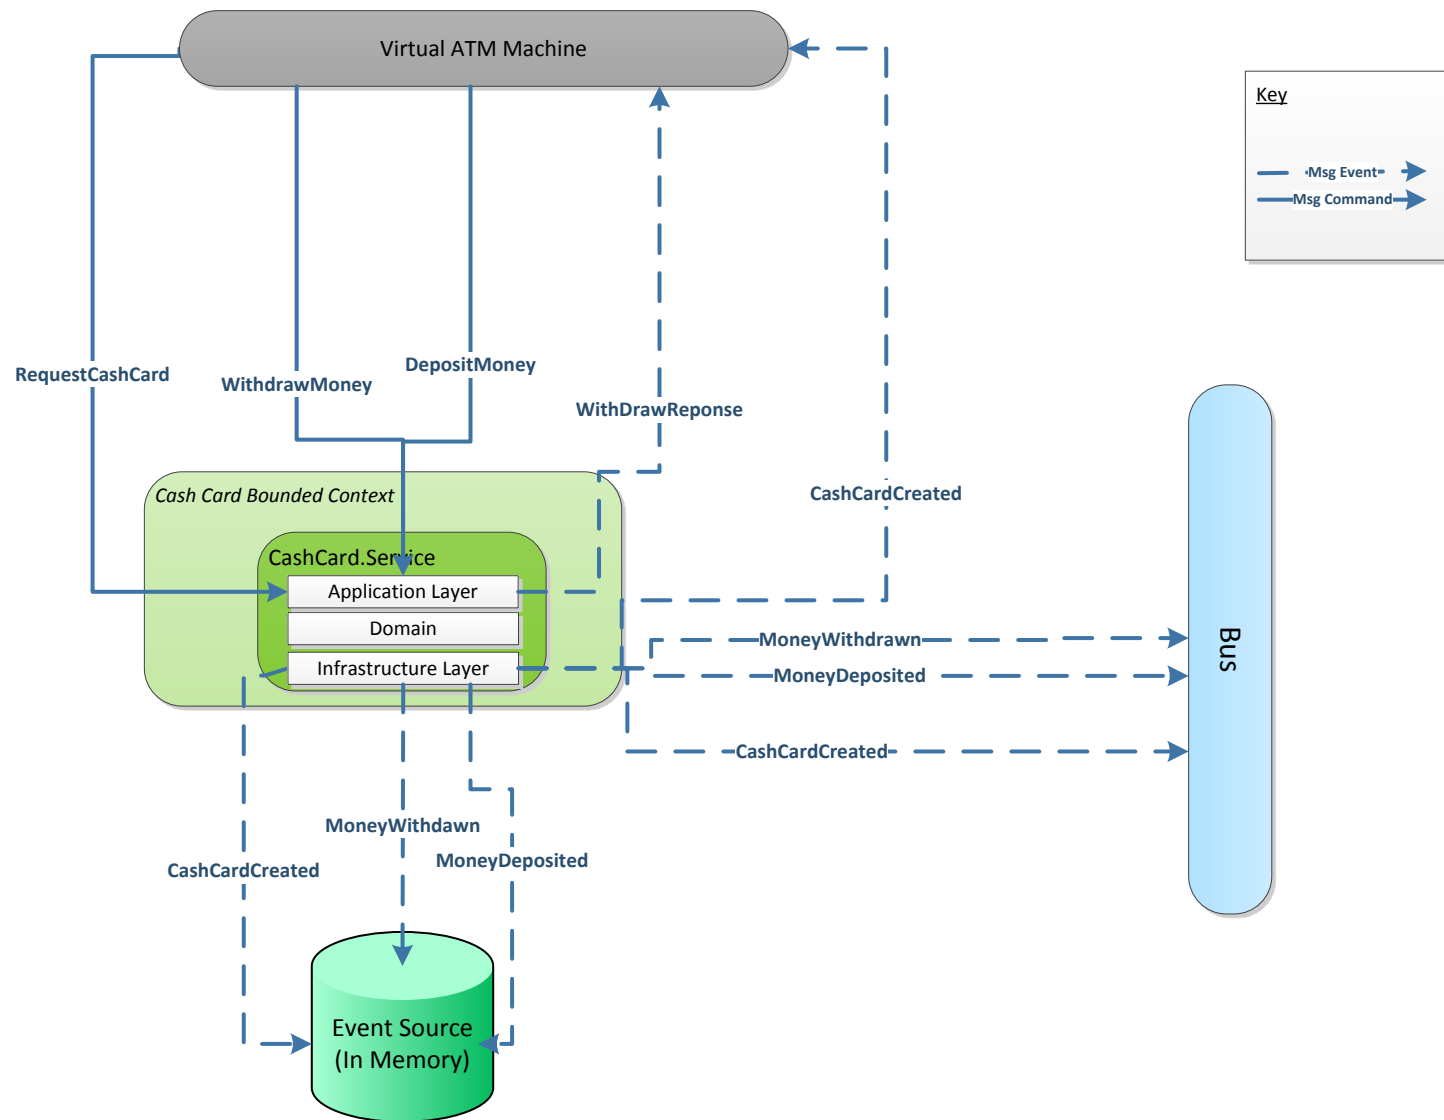 Virtual ATM Machine
Key
Msg Event
Msg Command
RequestCashCard
WithdrawMoney
DepositMoney
WithDrawReponse
CashCardCreated
Cash Card Bounded Context
CashCard.Service
Application Layer
Domain
Infrastructure Layer
MoneyWithdrawn
MoneyDeposited
CashCardCreated
Bus
MoneyWithdawn
MoneyDeposited
CashCardCreated
Event Source
(In Memory)